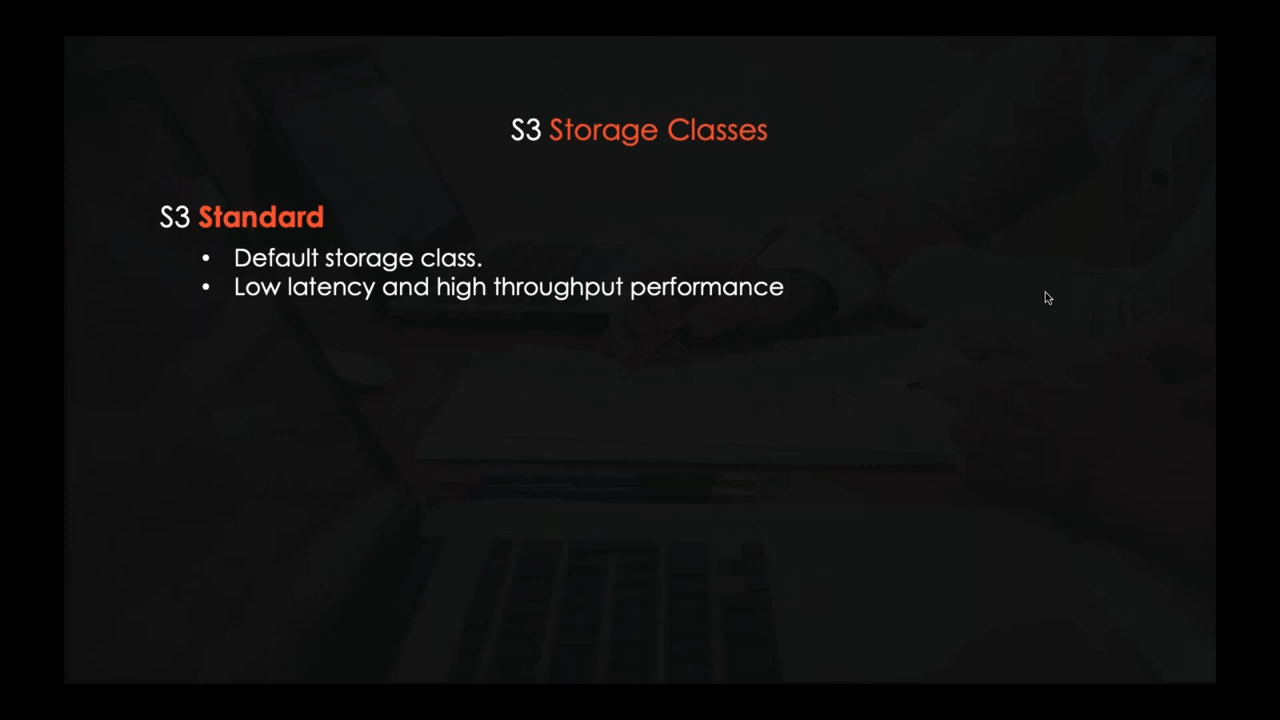 S3 Storage Classes
S3 Standard
• Default storage class.
• Low latency and high throughput performance